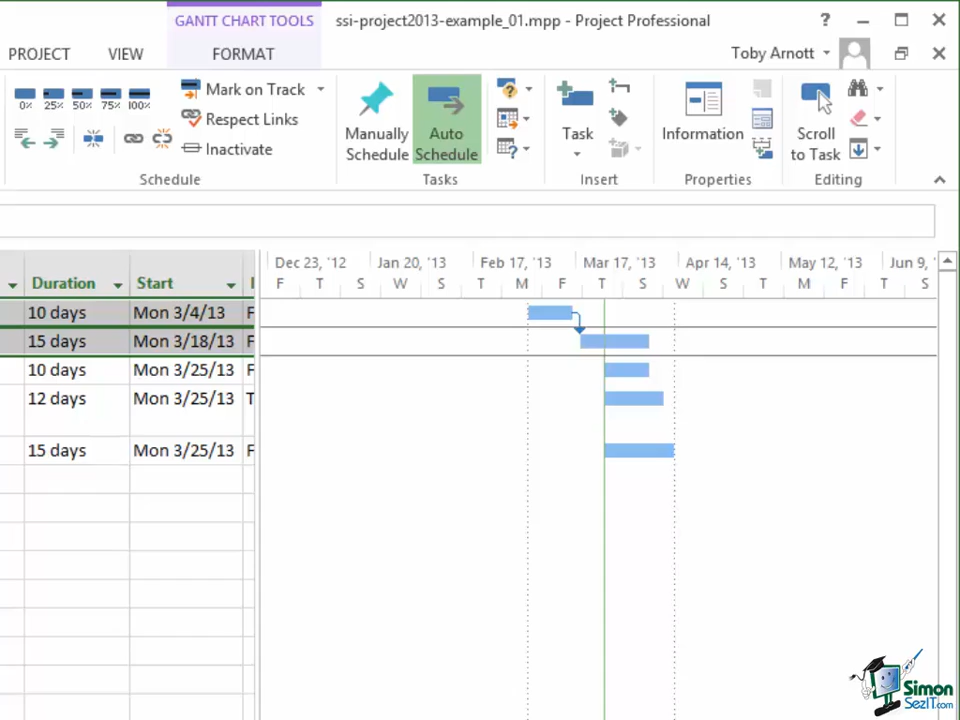 GANTT CHART TOOLS
ssi-project2013-example_01.mpp - Project Professional
?
PROJECT
VIEW
FORMAT
Toby Arnott
0%
25%
50%
75%
100%
Mark on Track
Respect Links
Inactivate
Schedule
Manually
Schedule
Auto
Schedule
Tasks
Task
Insert
Information
Properties
Scroll
to Task
Editing
Duration
Start
Dec 23, '12
Jan 20, '13
Feb 17, '13
Mar 17, '13
Apr 14, '13
May 12, '13
Jun 9, '
F T S W S T M F T S W S T M F T S
10 days Mon 3/4/13 F
15 days Mon 3/18/13 F
10 days Mon 3/25/13 F
12 days Mon 3/25/13 T
15 days Mon 3/25/13 F
Simon
SezIT.com